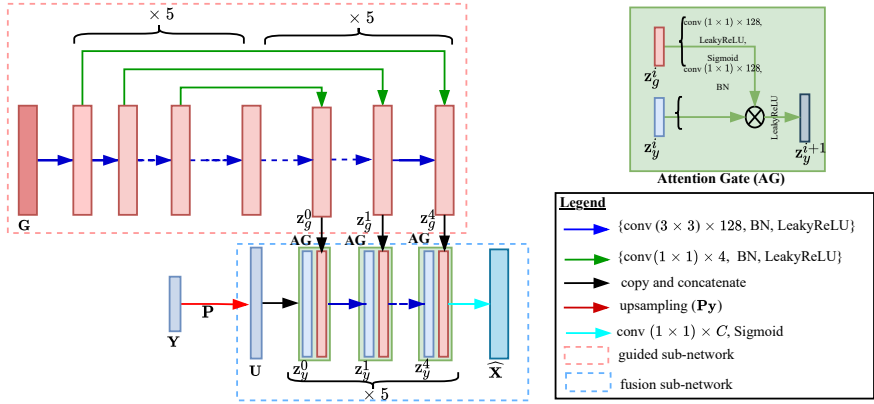 × 5
× 5
G
z_g^0
z_g^1
z_g^4
AG
AG
AG
P
Y
U
z_y^0
z_y^1
z_y^4
X̂
× 5
conv (1 × 1) × 128,
LeakyReLU,
Sigmoid
z_g^i
conv (1 × 1) × 128,
BN
LeakyReLU
z_y^i
z_y^{i+1}
Attention Gate (AG)
Legend
{conv (3 × 3) × 128, BN, LeakyReLU}
{conv(1 × 1) × 4, BN, LeakyReLU}
copy and concatenate
upsampling (Py)
conv (1 × 1) × C, Sigmoid
guided sub-network
fusion sub-network